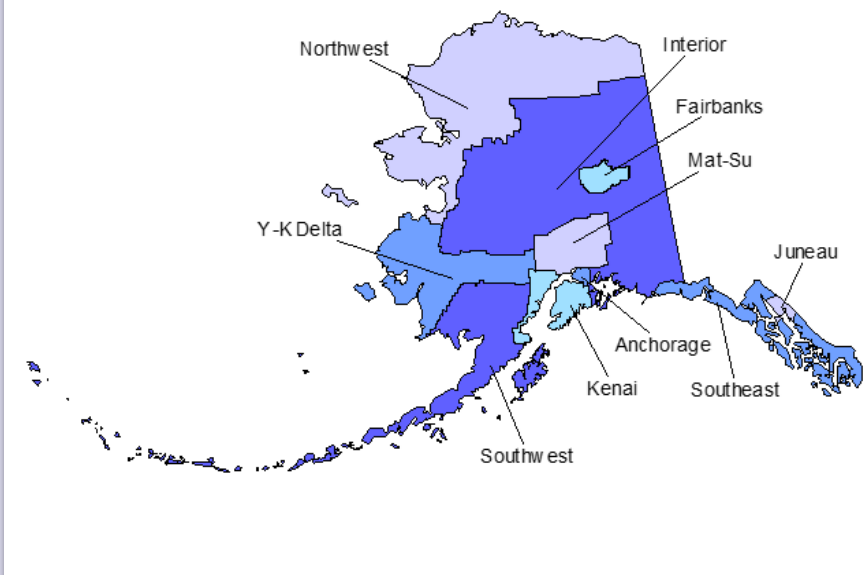 Northwest
Interior
Fairbanks
Mat-Su
Y-K Delta
Juneau
Anchorage
Kenai
Southeast
Southwest